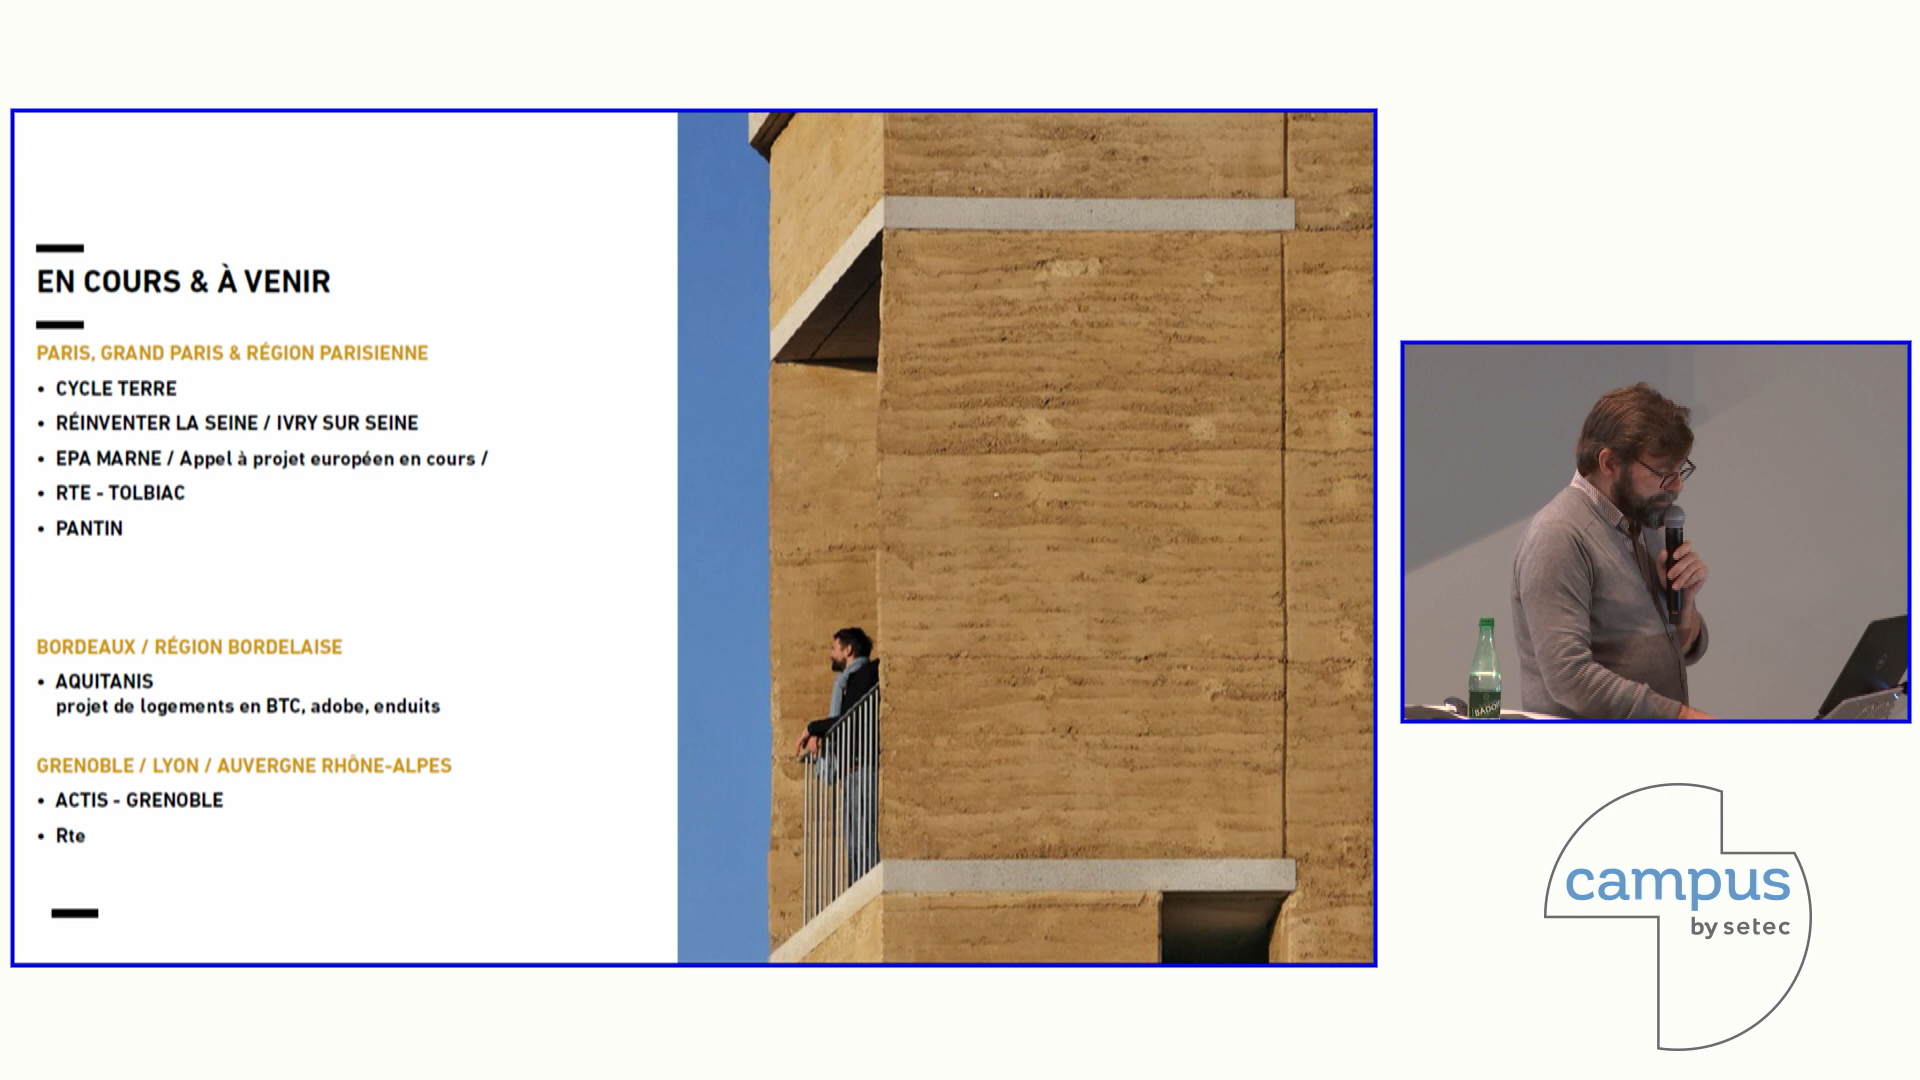 EN COURS & À VENIR
PARIS, GRAND PARIS & RÉGION PARISIENNE
• CYCLE TERRE
• RÉINVENTER LA SEINE / IVRY SUR SEINE
• EPA MARNE / Appel à projet européen en cours /
• RTE - TOLBIAC
• PANTIN
BORDEAUX / RÉGION BORDELAISE
• AQUITANIS
projet de logements en BTC, adobe, enduits
GRENOBLE / LYON / AUVERGNE RHÔNE-ALPES
• ACTIS - GRENOBLE
• Rte
campus
by setec